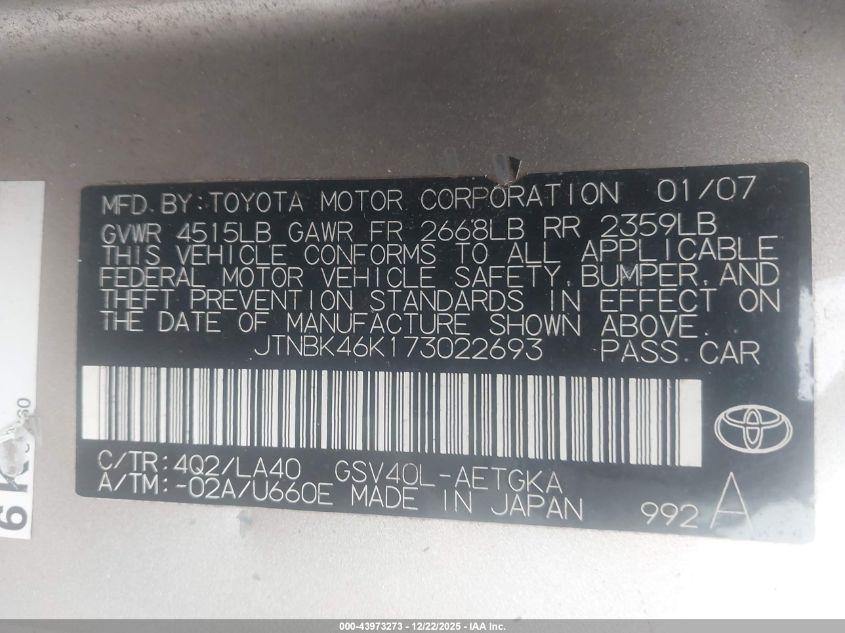 MFD. BY: TOYOTA MOTOR CORPORATION 01/07
GVWR 4515LB GAWR FR 2668LB RR 2359LB
THIS VEHICLE CONFORMS TO ALL APPLICABLE
FEDERAL MOTOR VEHICLE SAFETY, BUMPER, AND
THEFT PREVENTION STANDARDS IN EFFECT ON
THE DATE OF MANUFACTURE SHOWN ABOVE.
JTNBK46K173022693 PASS. CAR
C/TR: 4Q2/LA40 GSV40L-AETGKA
A/TM: -02A/U660E MADE IN JAPAN
992 A
000-43973273 - 12/22/2025 - IAA Inc.